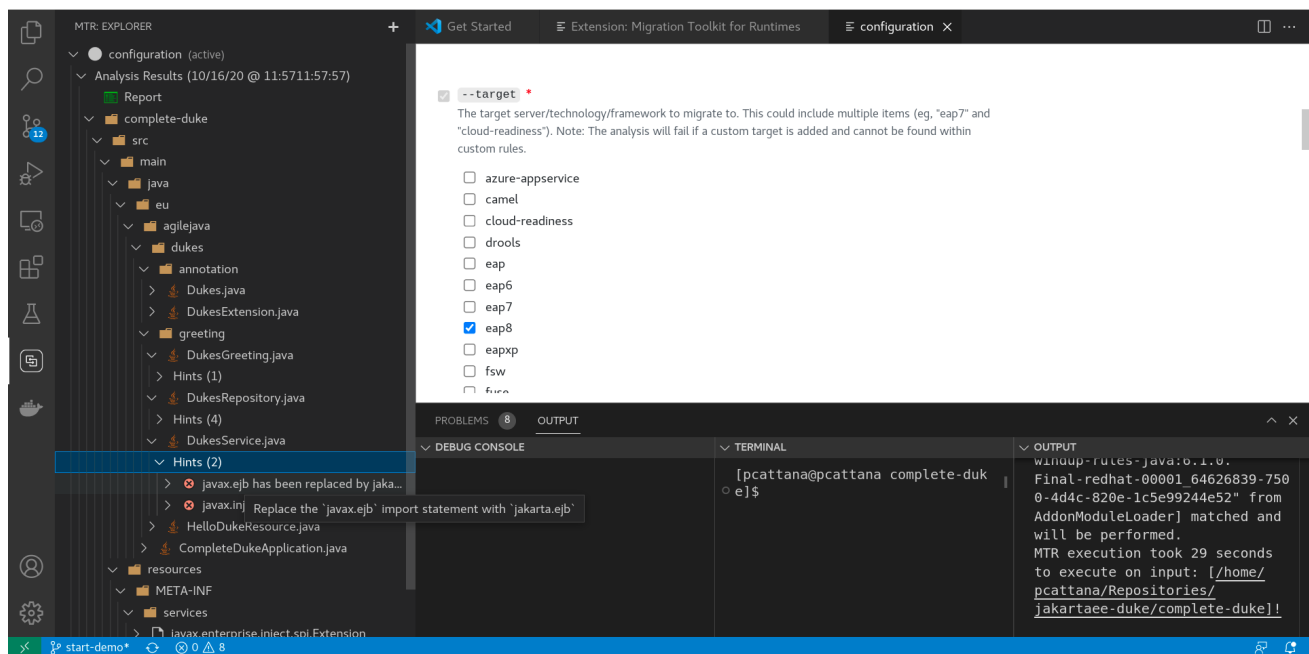 MTR: EXPLORER
configuration (active)
Analysis Results (10/16/20 @ 11:5711:57:57)
Report
complete-duke
src
main
java
eu
agilejava
dukes
annotation
Dukes.java
DukesExtension.java
greeting
DukesGreeting.java
Hints (1)
DukesRepository.java
Hints (4)
DukesService.java
Hints (2)
javax.ejb has been replaced by jaka...
javax.inj
Replace the `javax.ejb` import statement with `jakarta.ejb`
HelloDukeResource.java
CompleteDukeApplication.java
resources
META-INF
services
javax.enterprise.inject.spi.Extension
12
Get Started
Extension: Migration Toolkit for Runtimes
configuration
--target *
The target server/technology/framework to migrate to. This could include multiple items (eg, "eap7" and
"cloud-readiness"). Note: The analysis will fail if a custom target is added and cannot be found within
custom rules.
azure-appservice
camel
cloud-readiness
drools
eap
eap6
eap7
eap8
eapxp
fsw
fuse
PROBLEMS 8 OUTPUT
DEBUG CONSOLE
TERMINAL
[pcattana@pcattana complete-duk
e]$
OUTPUT
windup-rules-java:6.1.0.
Final-redhat-00001_64626839-750
0-4d4c-820e-1c5e99244e52" from
AddonModuleLoader] matched and
will be performed.
MTR execution took 29 seconds
to execute on input: [/home/
pcattana/Repositories/
jakartaee-duke/complete-duke]!
start-demo* 0 8